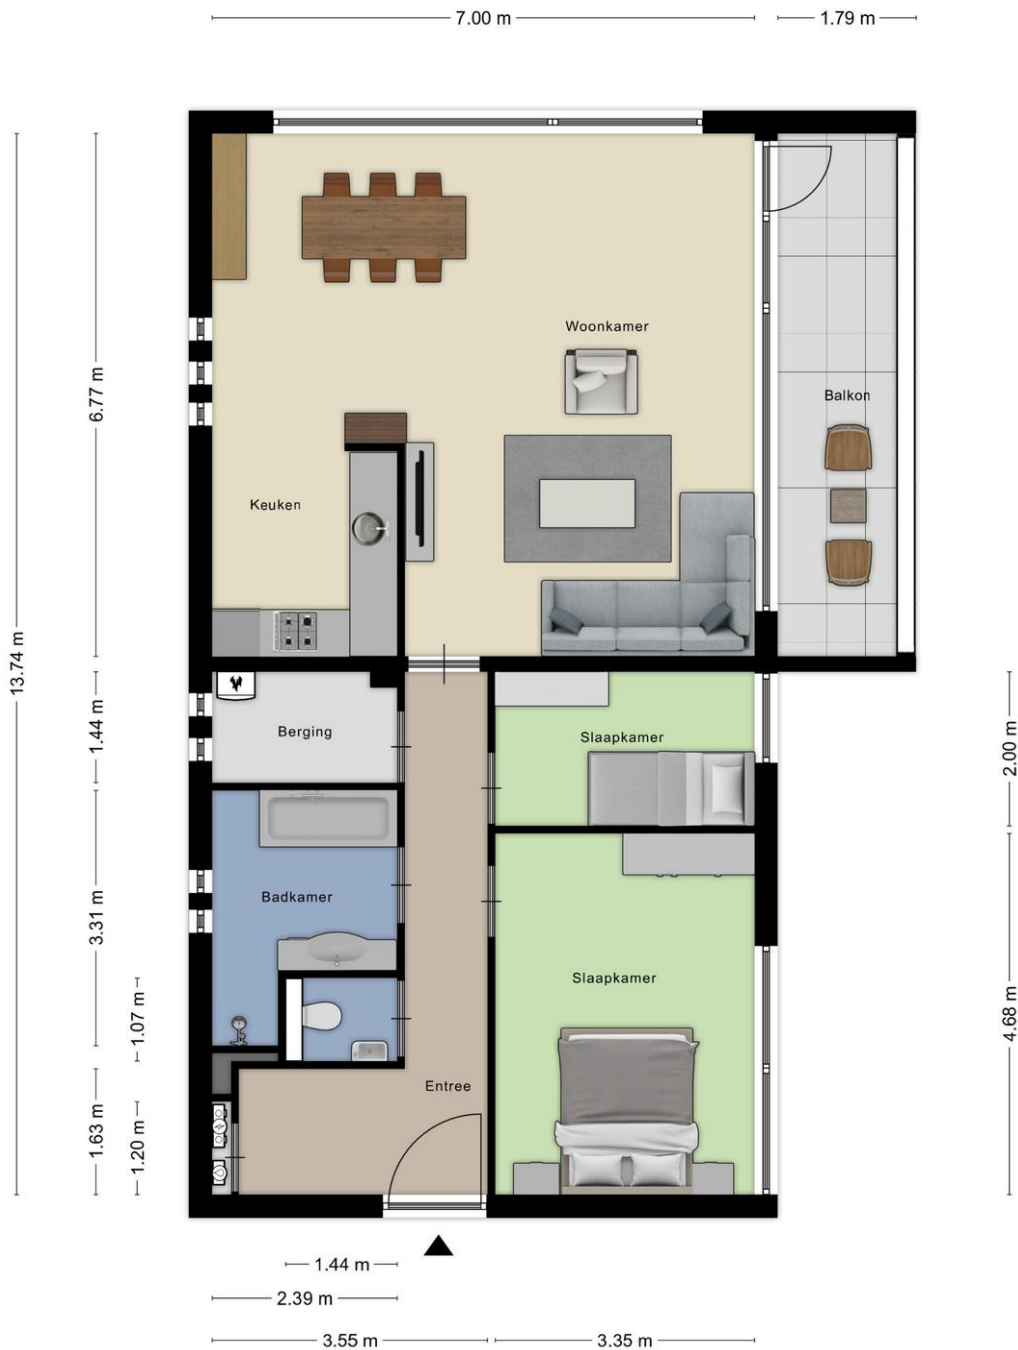 7.00 m
1.79 m
Woonkamer
6.77 m
Balkon
Keuken
13.74 m
1.44 m
Berging
Slaapkamer
2.00 m
Badkamer
3.31 m
Slaapkamer
1.07 m
4.68 m
Entree
1.63 m
1.20 m
1.44 m
2.39 m
3.55 m
3.35 m